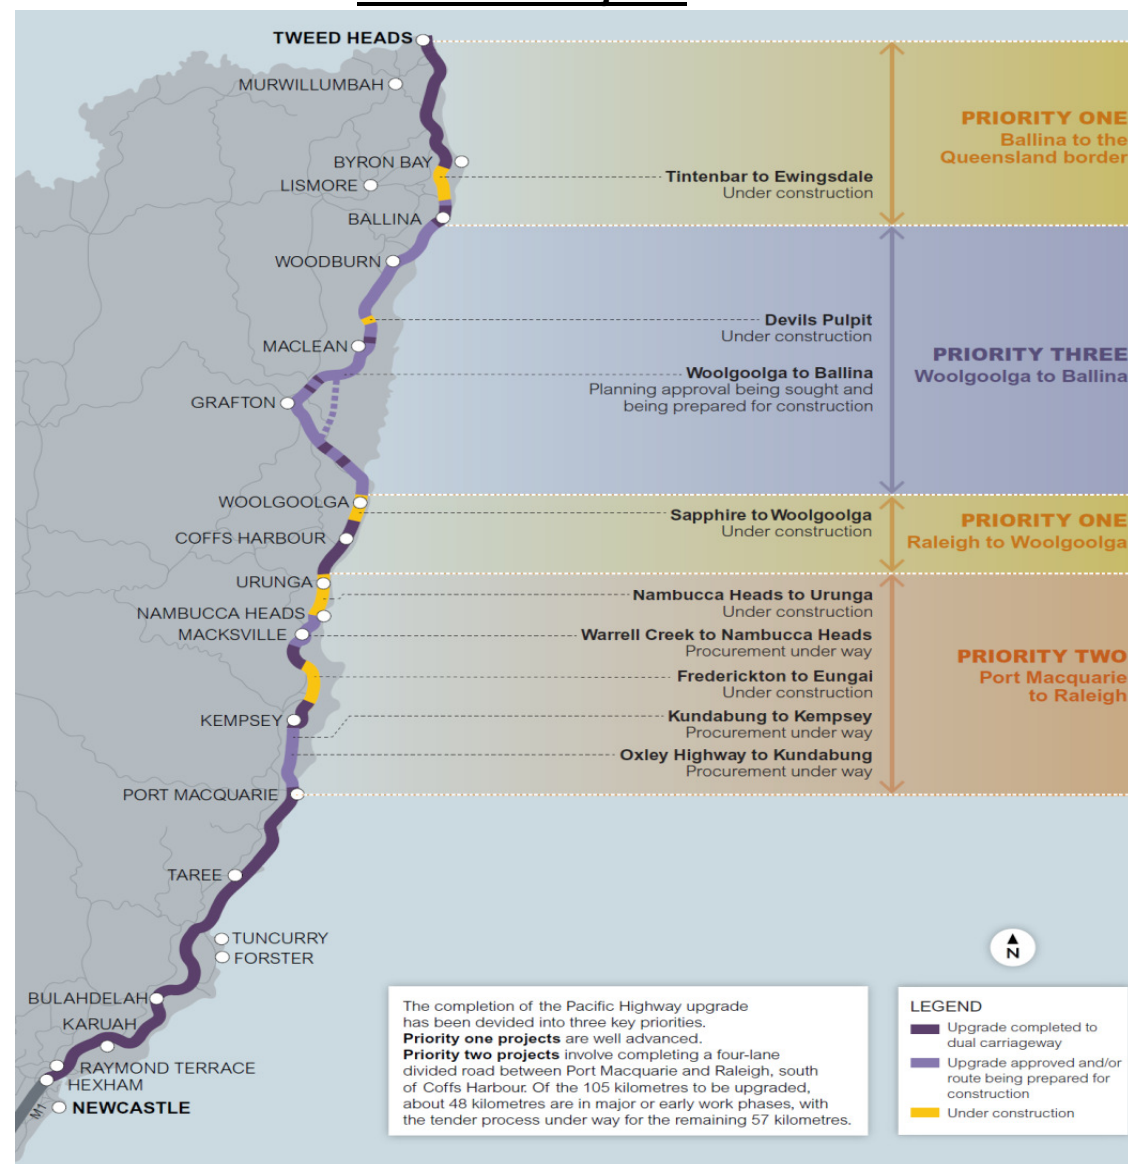 TWEED HEADS
MURWILLUMBAH
PRIORITY ONE
Ballina to the
Queensland border
BYRON BAY
LISMORE
Tintenbar to Ewingsdale
Under construction
BALLINA
WOODBURN
Devils Pulpit
Under construction
MACLEAN
PRIORITY THREE
Woolgoolga to Ballina
Woolgoolga to Ballina
Planning approval being sought and
being prepared for construction
GRAFTON
WOOLGOOLGA
Sapphire to Woolgoolga
Under construction
PRIORITY ONE
Raleigh to Woolgoolga
COFFS HARBOUR
URUNGA
Nambucca Heads to Urunga
Under construction
NAMBUCCA HEADS
MACKSVILLE
Warrell Creek to Nambucca Heads
Procurement under way
PRIORITY TWO
Port Macquarie
to Raleigh
Frederickton to Eungai
Under construction
KEMPSEY
Kundabung to Kempsey
Procurement under way
Oxley Highway to Kundabung
Procurement under way
PORT MACQUARIE
TAREE
TUNCURRY
FORSTER
N
BULAHDELAH
KARUAH
RAYMOND TERRACE
HEXHAM
M1
NEWCASTLE
The completion of the Pacific Highway upgrade
has been devided into three key priorities.
Priority one projects are well advanced.
Priority two projects involve completing a four-lane
divided road between Port Macquarie and Raleigh, south
of Coffs Harbour. Of the 105 kilometres to be upgraded,
about 48 kilometres are in major or early work phases, with
the tender process under way for the remaining 57 kilometres.
LEGEND
Upgrade completed to
dual carriageway
Upgrade approved and/or
route being prepared for
construction
Under construction